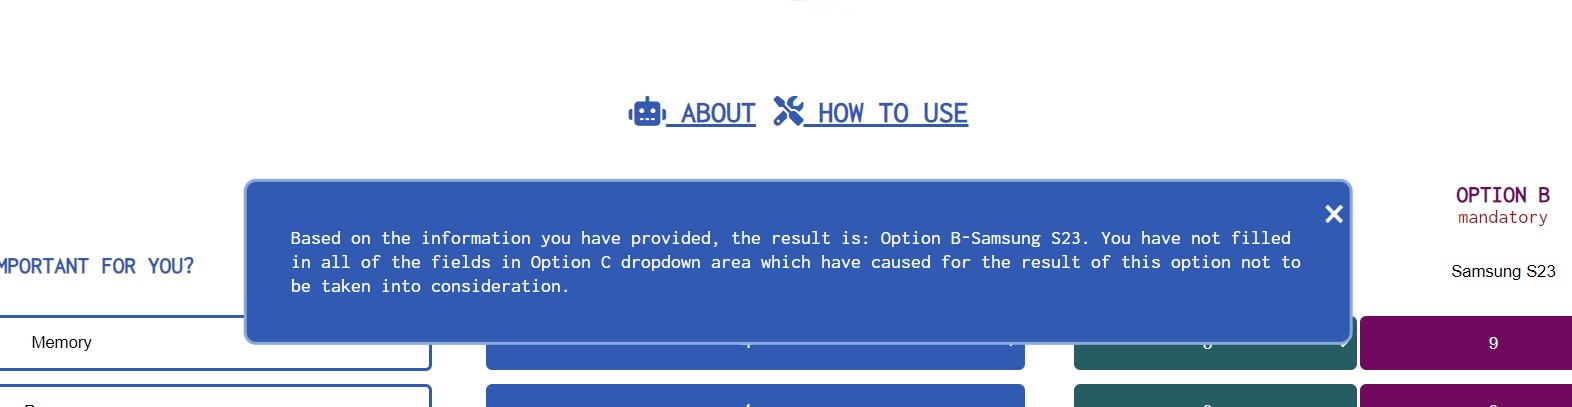 ABOUT HOW TO USE
OPTION B
mandatory
Based on the information you have provided, the result is: Option B-Samsung S23. You have not filled
in all of the fields in Option C dropdown area which have caused for the result of this option not to
be taken into consideration.
MPORTANT FOR YOU?
Samsung S23
Memory
9